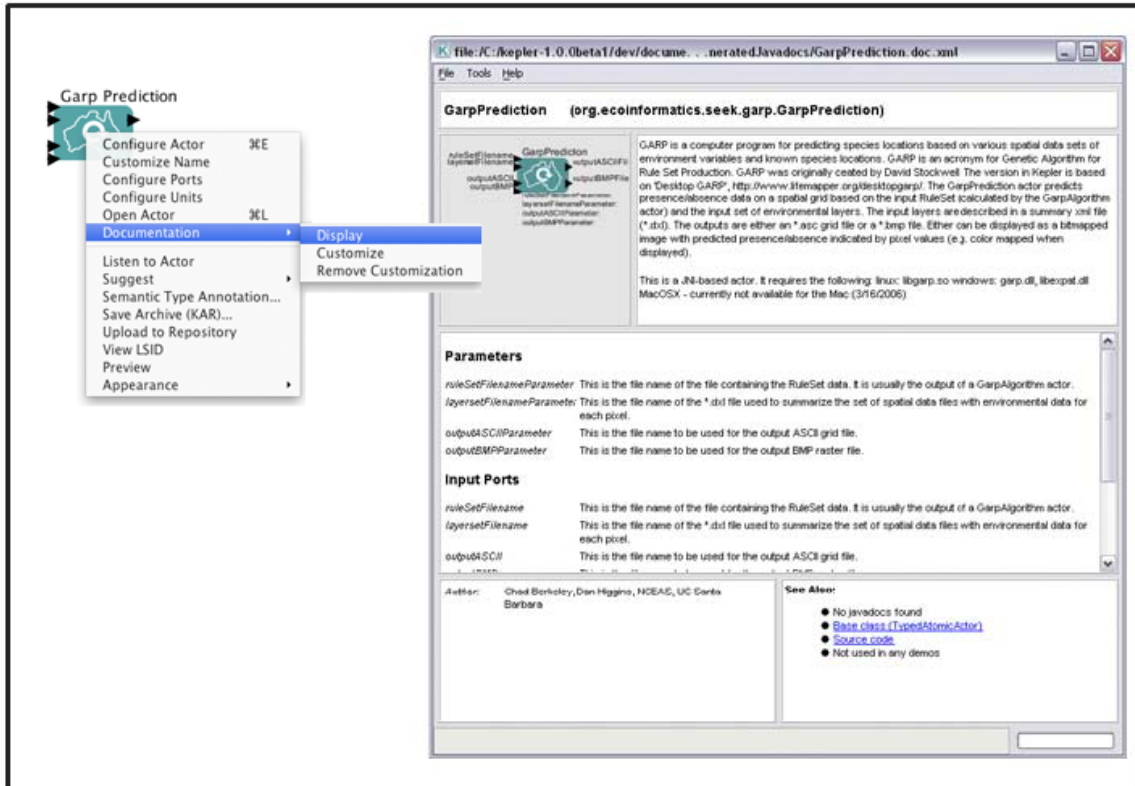 Garp Prediction
Configure Actor ⌘E
Customize Name
Configure Ports
Configure Units
Open Actor ⌘L
Documentation
Display
Customize
Remove Customization
Listen to Actor
Suggest
Semantic Type Annotation...
Save Archive (KAR)...
Upload to Repository
View LSID
Preview
Appearance
file:/C:/kepler-1.0.0beta1/dev/docume. . .neratedJavadocs/GarpPrediction.doc.xml
File Tools Help
GarpPrediction (org.ecoinformatics.seek.garp.GarpPrediction)
GarpPrediction
ruleSetFilename
layersetFilename
outputASCIIFil
outputASCII
outputBMP
outputBMPFile
layersetFilenameParameter:
outputASCIIParameter:
outputBMPParameter:
GARP is a computer program for predicting species locations based on various spatial data sets of
environment variables and known species locations. GARP is an acronym for Genetic Algorithm for
Rule Set Production. GARP was originally created by David Stockwell. The version in Kepler is based
on 'Desktop GARP', http://www.lifemapper.org/desktopgarp/. The GarpPrediction actor predicts
presence/absence data on a spatial grid based on the input RuleSet (calculated by the GarpAlgorithm
actor) and the input set of environmental layers. The input layers are described in a summary xml file
(*.dxl). The outputs are either an *.asc grid file or a *.bmp file. Either can be displayed as a bitmapped
image with predicted presence/absence indicated by pixel values (e.g. color mapped when
displayed).
This is a JNI-based actor. It requires the following: linux: libgarp.so windows: garp.dll, libexpat.dll
MacOSX - currently not available for the Mac (3/16/2006)
Parameters
ruleSetFilenameParameter This is the file name of the file containing the RuleSet data. It is usually the output of a GarpAlgorithm actor.
layersetFilenameParameter This is the file name of the *.dxl file used to summarize the set of spatial data files with environmental data for
each pixel.
outputASCIIParameter This is the file name to be used for the output ASCII grid file.
outputBMPParameter This is the file name to be used for the output BMP raster file.
Input Ports
ruleSetFilename This is the file name of the file containing the RuleSet data. It is usually the output of a GarpAlgorithm actor.
layersetFilename This is the file name of the *.dxl file used to summarize the set of spatial data files with environmental data for
each pixel.
outputASCII This is the file name to be used for the output ASCII grid file.
Author: Chad Berkeley, Dan Higgins, NCEAS, UC Santa
Barbara
See Also:
● No javadocs found
● Base class (TypedAtomicActor)
● Source code
● Not used in any demos